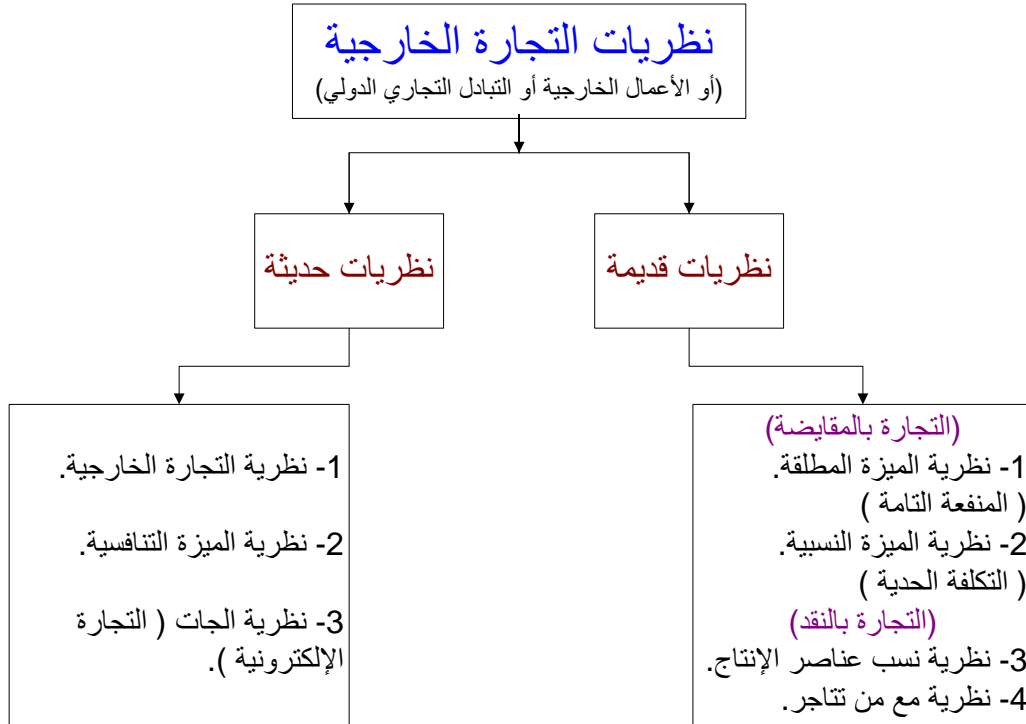 نظريات التجارة الخارجية
(أو الأعمال الخارجية أو التبادل التجاري الدولي)
نظريات قديمة
نظريات حديثة
(التجارة بالمقايضة)
1- نظرية الميزة المطلقة.
( المنفعة التامة )
2- نظرية الميزة النسبية.
( التكلفة الحدية )
(التجارة بالنقد)
3- نظرية نسب عناصر الإنتاج.
4- نظرية مع من تتاجر.
1- نظرية التجارة الخارجية.
2- نظرية الميزة التنافسية.
3- نظرية الجات ( التجارة
الإلكترونية ).